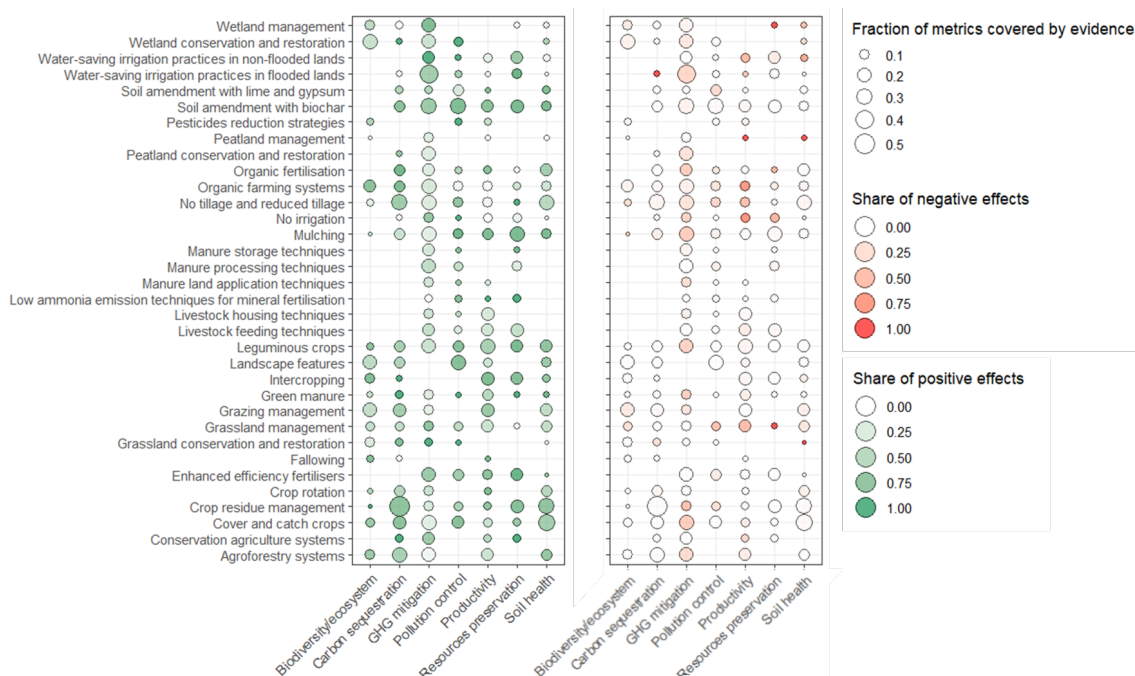 Wetland management
Wetland conservation and restoration
Water-saving irrigation practices in non-flooded lands
Water-saving irrigation practices in flooded lands
Soil amendment with lime and gypsum
Soil amendment with biochar
Pesticides reduction strategies
Peatland management
Peatland conservation and restoration
Organic fertilisation
Organic farming systems
No tillage and reduced tillage
No irrigation
Mulching
Manure storage techniques
Manure processing techniques
Manure land application techniques
Low ammonia emission techniques for mineral fertilisation
Livestock housing techniques
Livestock feeding techniques
Leguminous crops
Landscape features
Intercropping
Green manure
Grazing management
Grassland management
Grassland conservation and restoration
Fallowing
Enhanced efficiency fertilisers
Crop rotation
Crop residue management
Cover and catch crops
Conservation agriculture systems
Agroforestry systems
Biodiversity/ecosystem
Carbon sequestration
GHG mitigation
Pollution control
Productivity
Resources preservation
Soil health
Biodiversity/ecosystem
Carbon sequestration
GHG mitigation
Pollution control
Productivity
Resources preservation
Soil health
Fraction of metrics covered by evidence
0.1
0.2
0.3
0.4
0.5
Share of negative effects
0.00
0.25
0.50
0.75
1.00
Share of positive effects
0.00
0.25
0.50
0.75
1.00